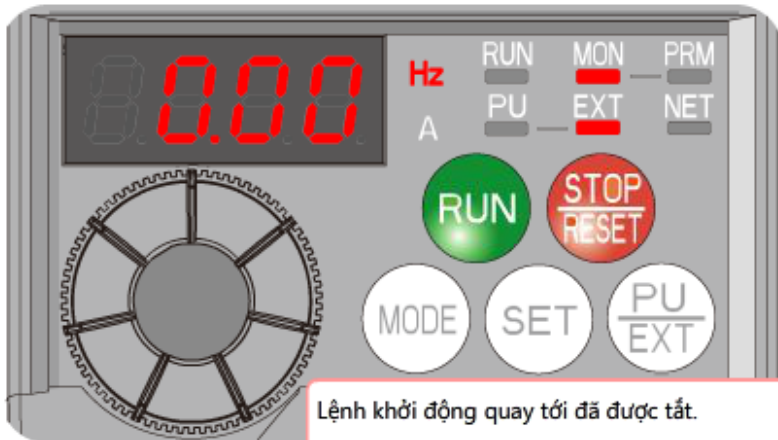 0.00
Hz RUN MON PRM
A PU EXT NET
RUN STOP
RESET
MODE SET PU
EXT
Lệnh khởi động quay tới đã được tắt.